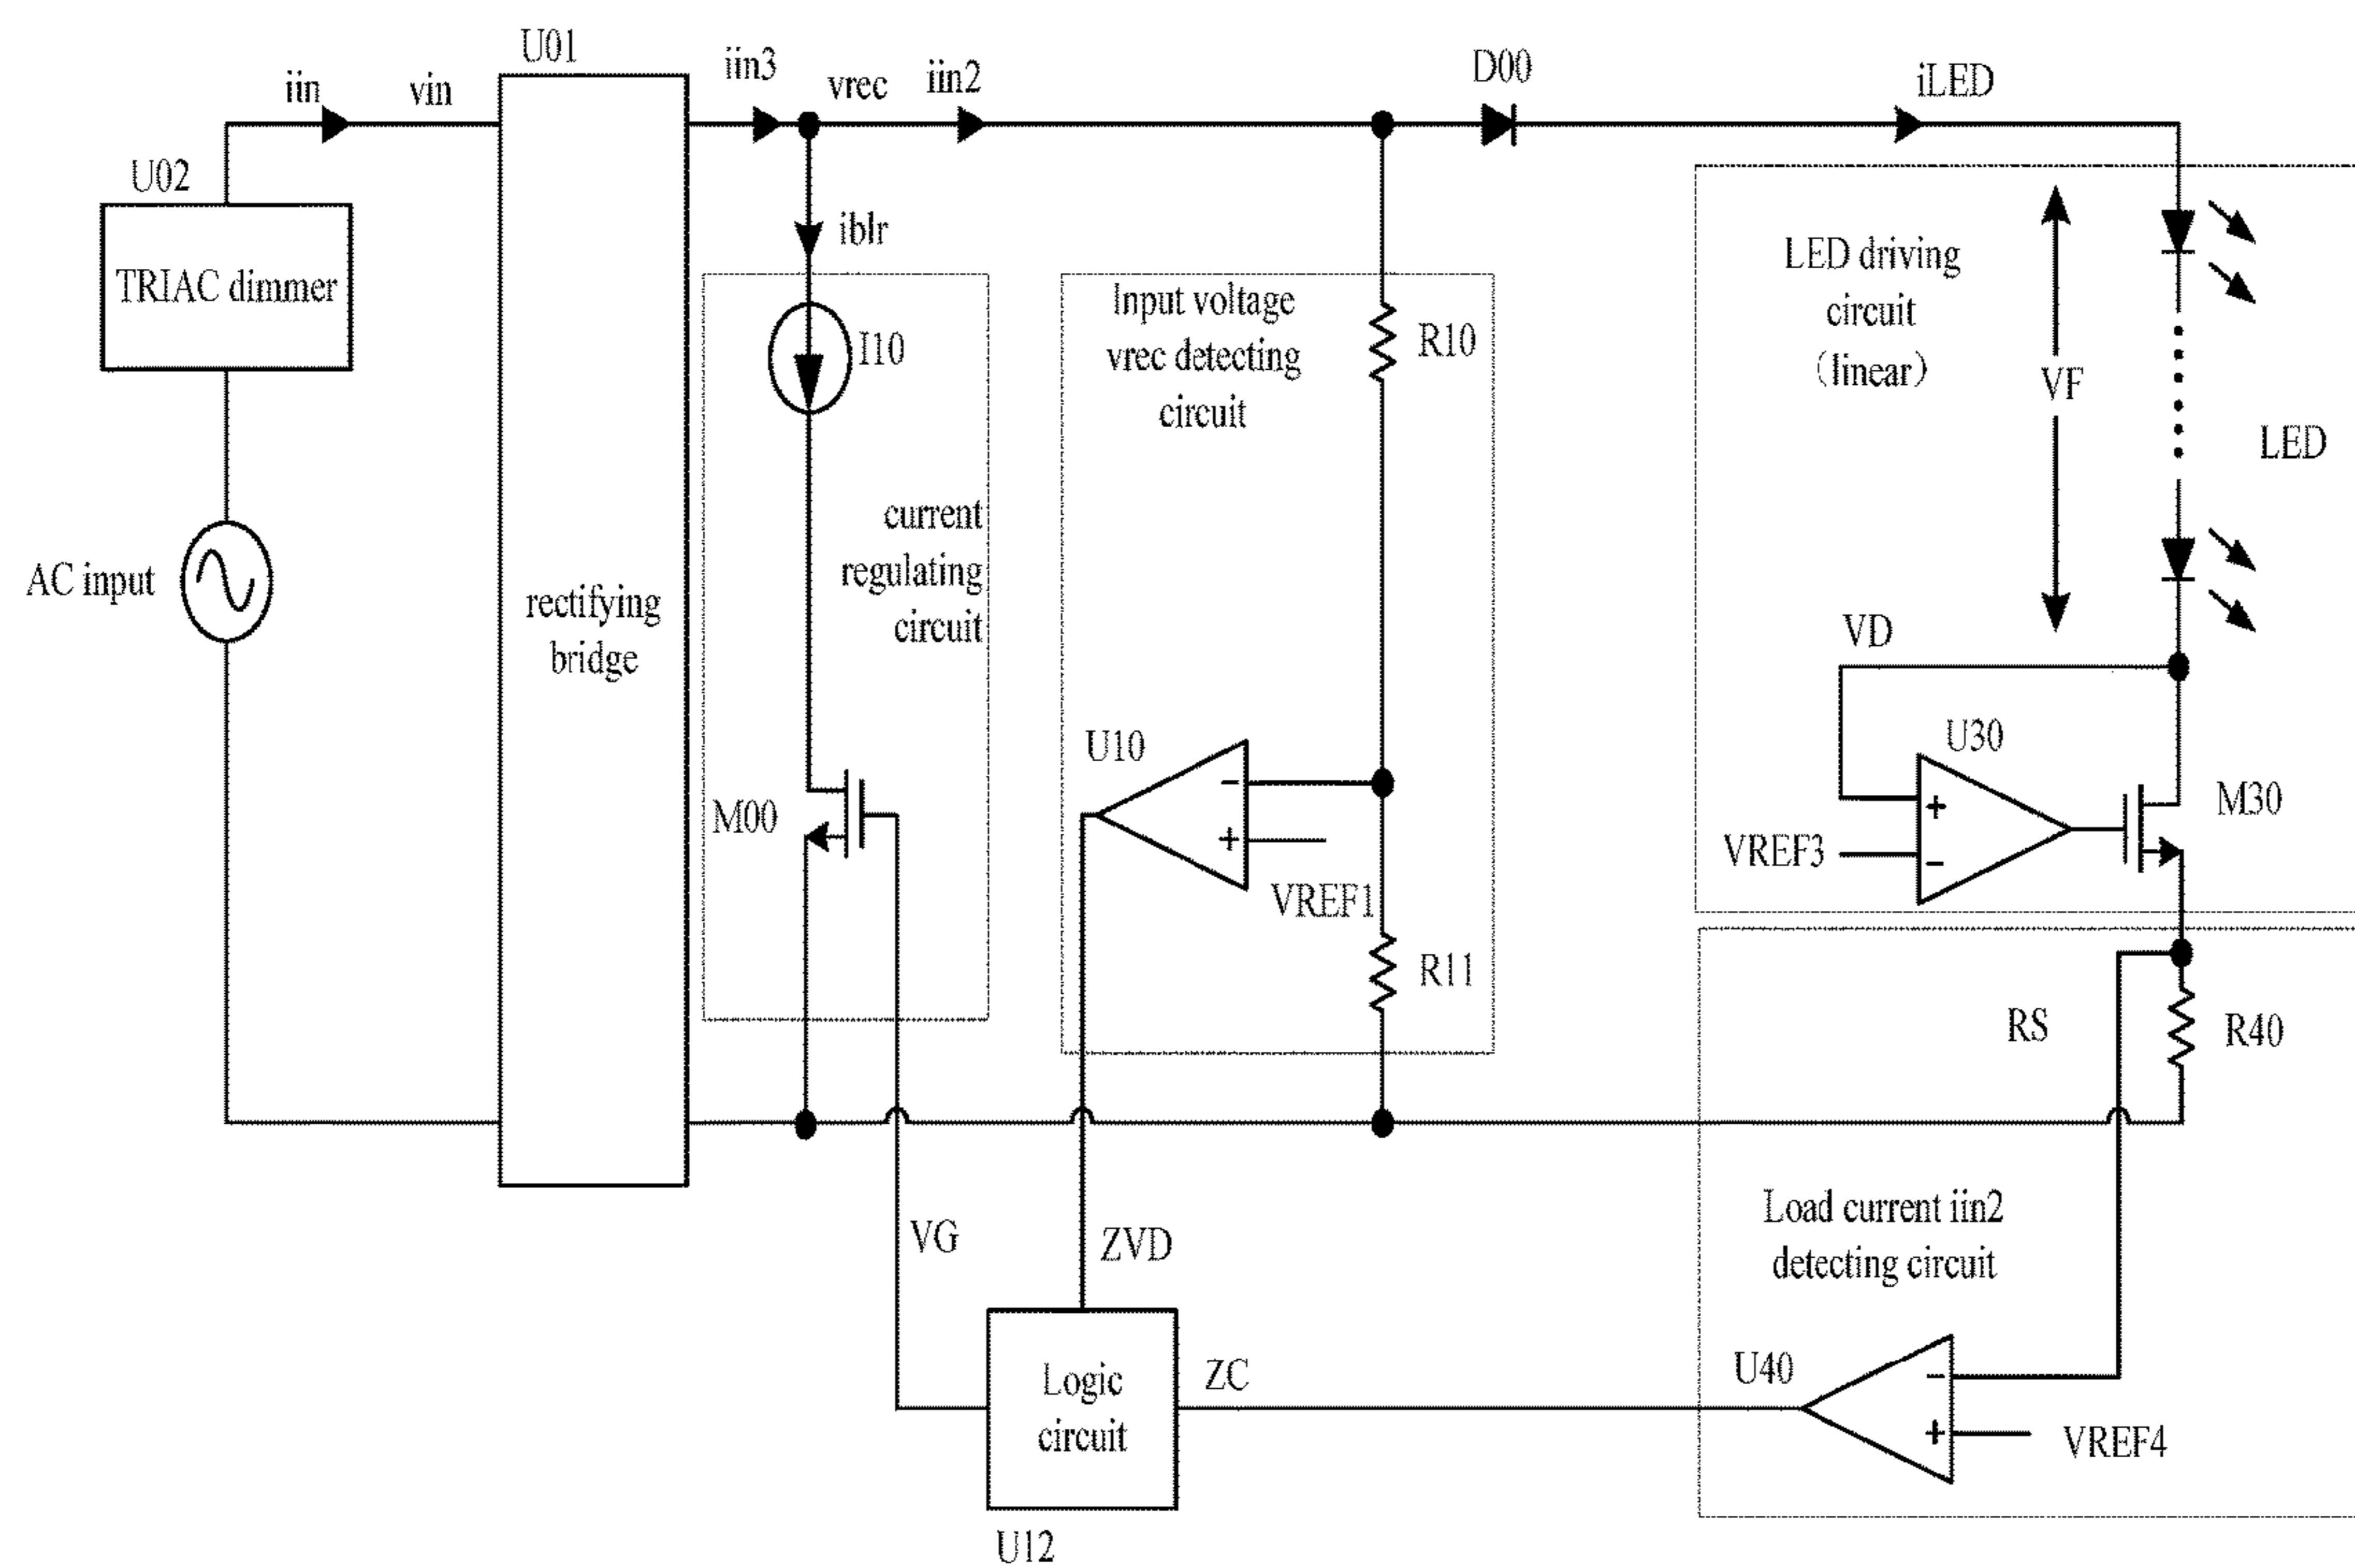 U01
iin
vin
iin3
vrec
iin2
D00
iLED
U02
TRIAC dimmer
iblr
I10
Input voltage
vrec detecting
circuit
R10
LED driving
circuit
(linear)
VF
LED
AC input
rectifying
bridge
current
regulating
circuit
VD
U10
-
+
VREF1
M00
U30
+
-
VREF3
M30
R11
RS
R40
VG
ZVD
Load current iin2
detecting circuit
Logic
circuit
ZC
U40
-
+
VREF4
U12